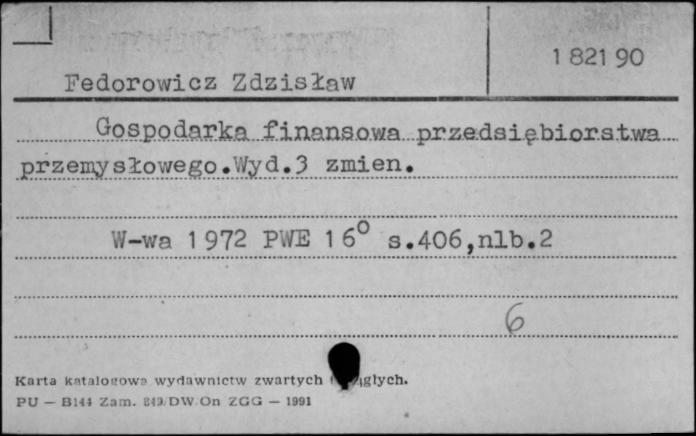 1 821 90
Fedorowicz Zdzisław
Gospodarka finansowa przedsiębiorstwa
przemysłowego.Wyd.3 zmien.
W-wa 1972 PWE 16° s.406,nlb.2
6
Karta katalogowa wydawnictw zwartych
PU — B144 Zam. 849/DW On ZGG — 1991